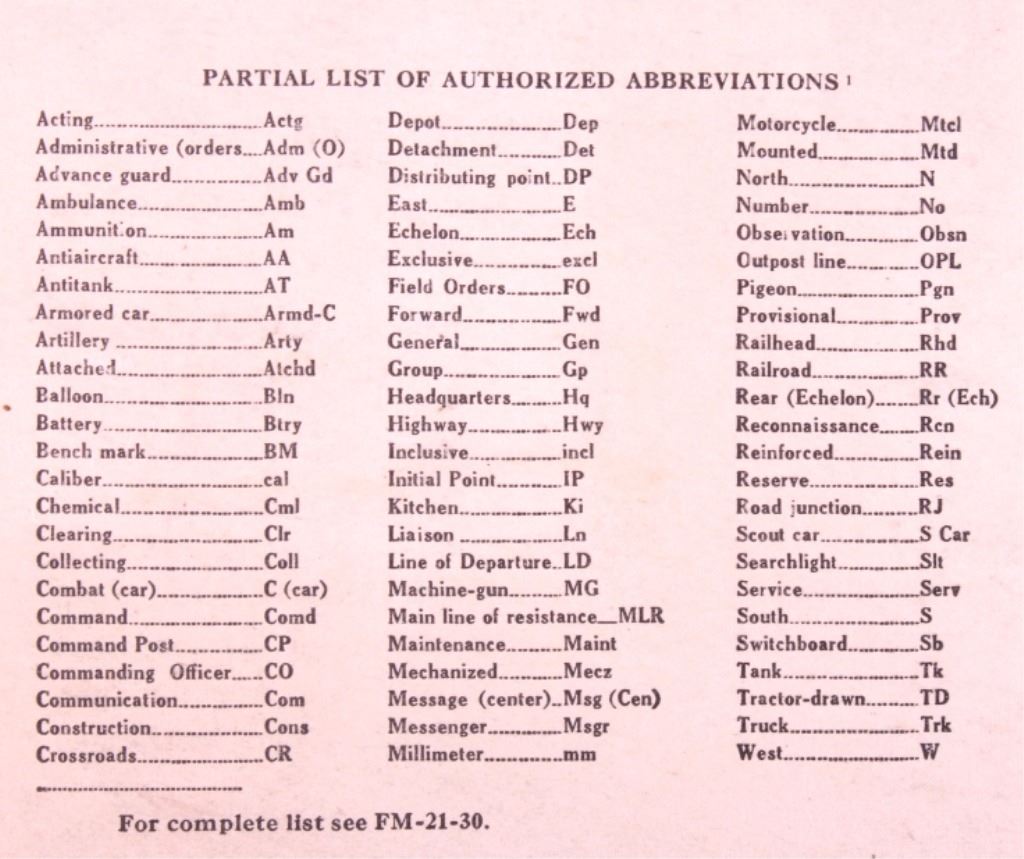 PARTIAL LIST OF AUTHORIZED ABBREVIATIONS ¹
Acting..............................Actg
Administrative (orders....Adm (O)
Advance guard................Adv Gd
Ambulance.......................Amb
Ammunition.....................Am
Antiaircraft......................AA
Antitank...........................AT
Armored car....................Armd-C
Artillery ..........................Arty
Attached..........................Atchd
Balloon.............................Bln
Battery.............................Btry
Bench mark.....................BM
Caliber.............................cal
Chemical..........................Cml
Clearing...........................Clr
Collecting........................Coll
Combat (car)...................C (car)
Command........................Comd
Command Post................CP
Commanding Officer......CO
Communication...............Com
Construction....................Cons
Crossroads.......................CR
Depot......................Dep
Detachment............Det
Distributing point..DP
East........................E
Echelon...................Ech
Exclusive................excl
Field Orders..........FO
Forward.................Fwd
General..................Gen
Group.....................Gp
Headquarters.........Hq
Highway................Hwy
Inclusive................incl
Initial Point...........IP
Kitchen..................Ki
Liaison ..................Ln
Line of Departure..LD
Machine-gun.........MG
Main line of resistance__MLR
Maintenance.........Maint
Mechanized...........Mecz
Message (center)..Msg (Cen)
Messenger.............Msgr
Millimeter.............mm
Motorcycle.............Mtcl
Mounted................Mtd
North.....................N
Number.................No
Observation...........Obsn
Outpost line..........OPL
Pigeon...................Pgn
Provisional............Prov
Railhead................Rhd
Railroad.................RR
Rear (Echelon)......Rr (Ech)
Reconnaissance.....Rcn
Reinforced.............Rein
Reserve..................Res
Road junction........RJ
Scout car...............S Car
Searchlight............Slt
Service...................Serv
South.....................S
Switchboard..........Sb
Tank.......................Tk
Tractor-drawn........TD
Truck.....................Trk
West.......................W
For complete list see FM-21-30.